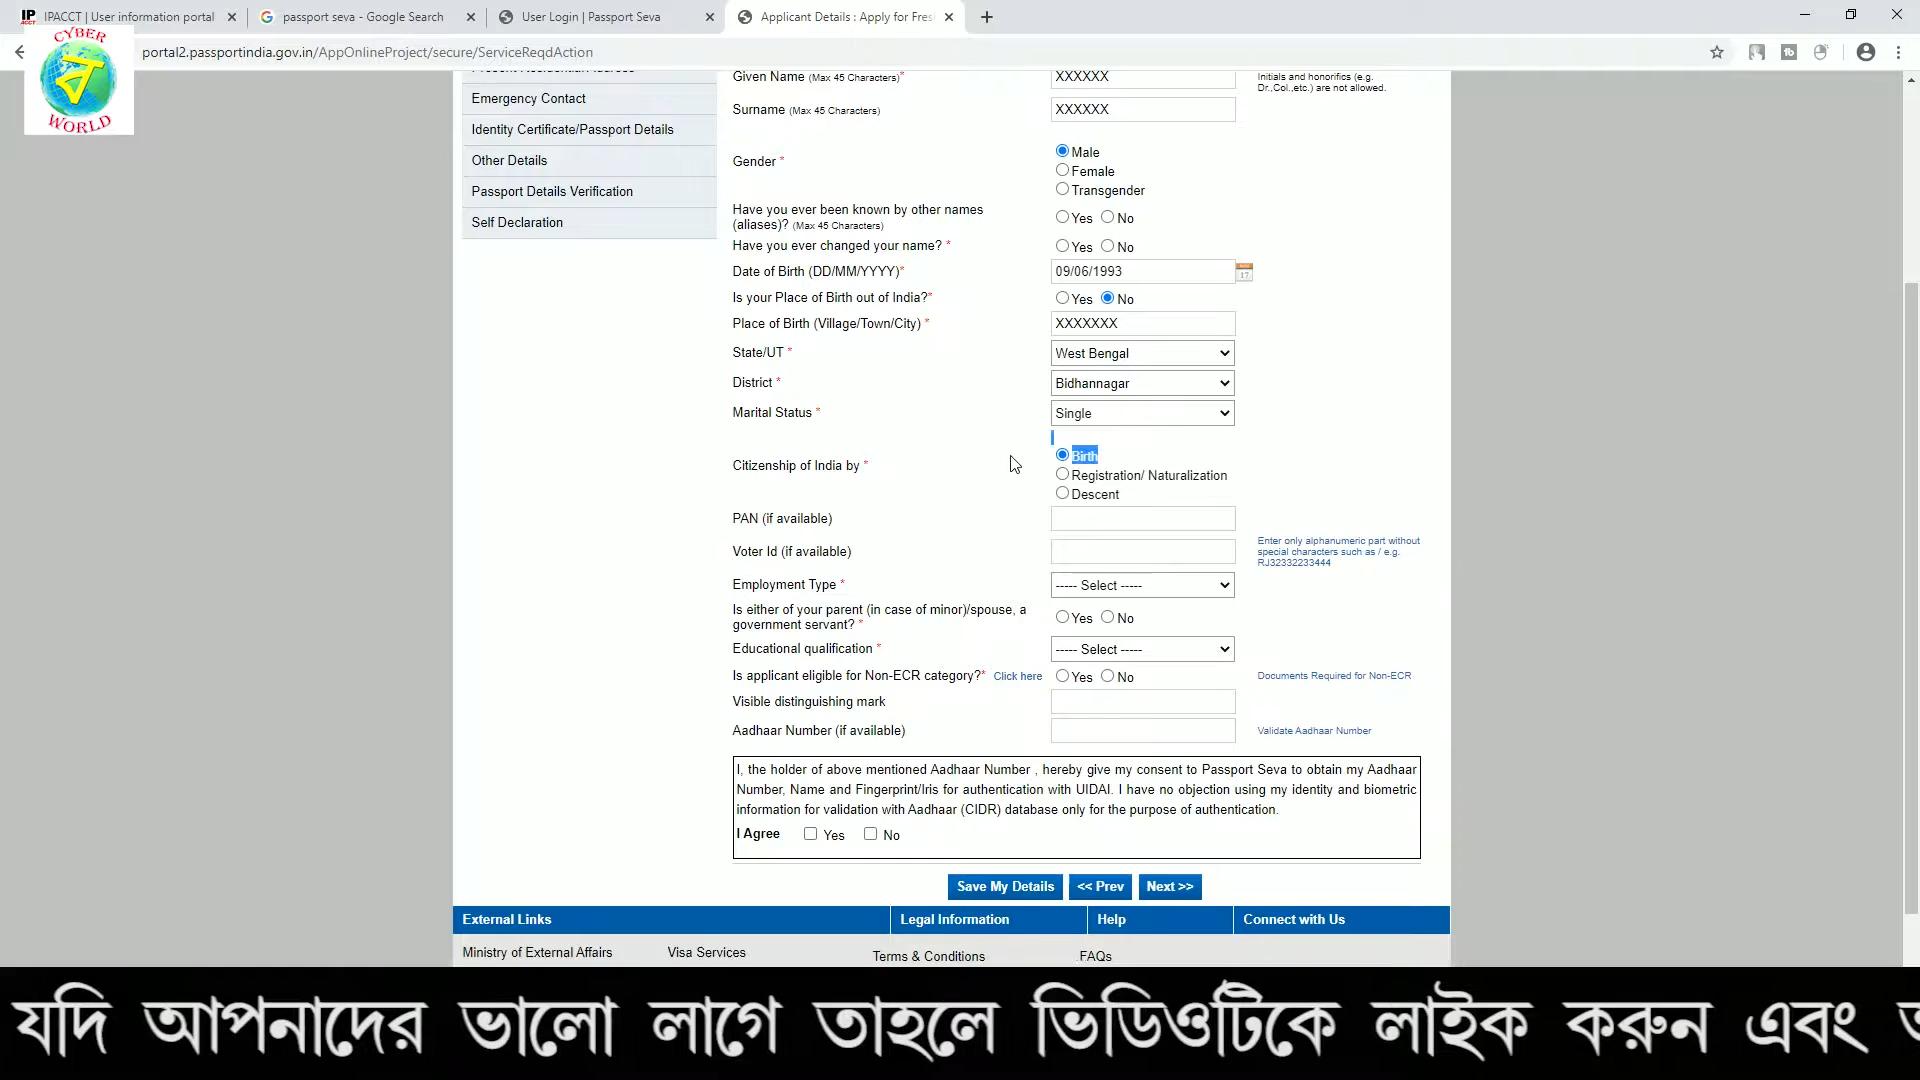 IPACCT | User information portal
passport seva - Google Search
User Login | Passport Seva
Applicant Details : Apply for Fres
portal2.passportindia.gov.in/AppOnlineProject/secure/ServiceReqdAction
CYBER
ব
WORLD
Emergency Contact
Identity Certificate/Passport Details
Other Details
Passport Details Verification
Self Declaration
Given Name (Max 45 Characters)* XXXXXX Initials and honorifics (e.g.
Dr.,Col.,etc.) are not allowed.
Surname (Max 45 Characters) XXXXXX
Gender * Male
Female
Transgender
Have you ever been known by other names
(aliases)? (Max 45 Characters) Yes No
Have you ever changed your name? * Yes No
Date of Birth (DD/MM/YYYY)* 09/06/1993 17
Is your Place of Birth out of India?* Yes No
Place of Birth (Village/Town/City) * XXXXXXX
State/UT * West Bengal
District * Bidhannagar
Marital Status * Single
Citizenship of India by * Birth
Registration/ Naturalization
Descent
PAN (if available)
Voter Id (if available) Enter only alphanumeric part without
special characters such as / e.g.
RJ32332233444
Employment Type * ----- Select -----
Is either of your parent (in case of minor)/spouse, a
government servant? * Yes No
Educational qualification * ----- Select -----
Is applicant eligible for Non-ECR category?* Click here Yes No Documents Required for Non-ECR
Visible distinguishing mark
Aadhaar Number (if available) Validate Aadhaar Number
I, the holder of above mentioned Aadhaar Number , hereby give my consent to Passport Seva to obtain my Aadhaar
Number, Name and Fingerprint/Iris for authentication with UIDAI. I have no objection using my identity and biometric
information for validation with Aadhaar (CIDR) database only for the purpose of authentication.
I Agree Yes No
Save My Details << Prev Next >>
External Links Legal Information Help Connect with Us
Ministry of External Affairs Visa Services Terms & Conditions FAQs
যদি আপনাদের ভালো লাগে তাহলে ভিডিওটিকে লাইক করুন এবং